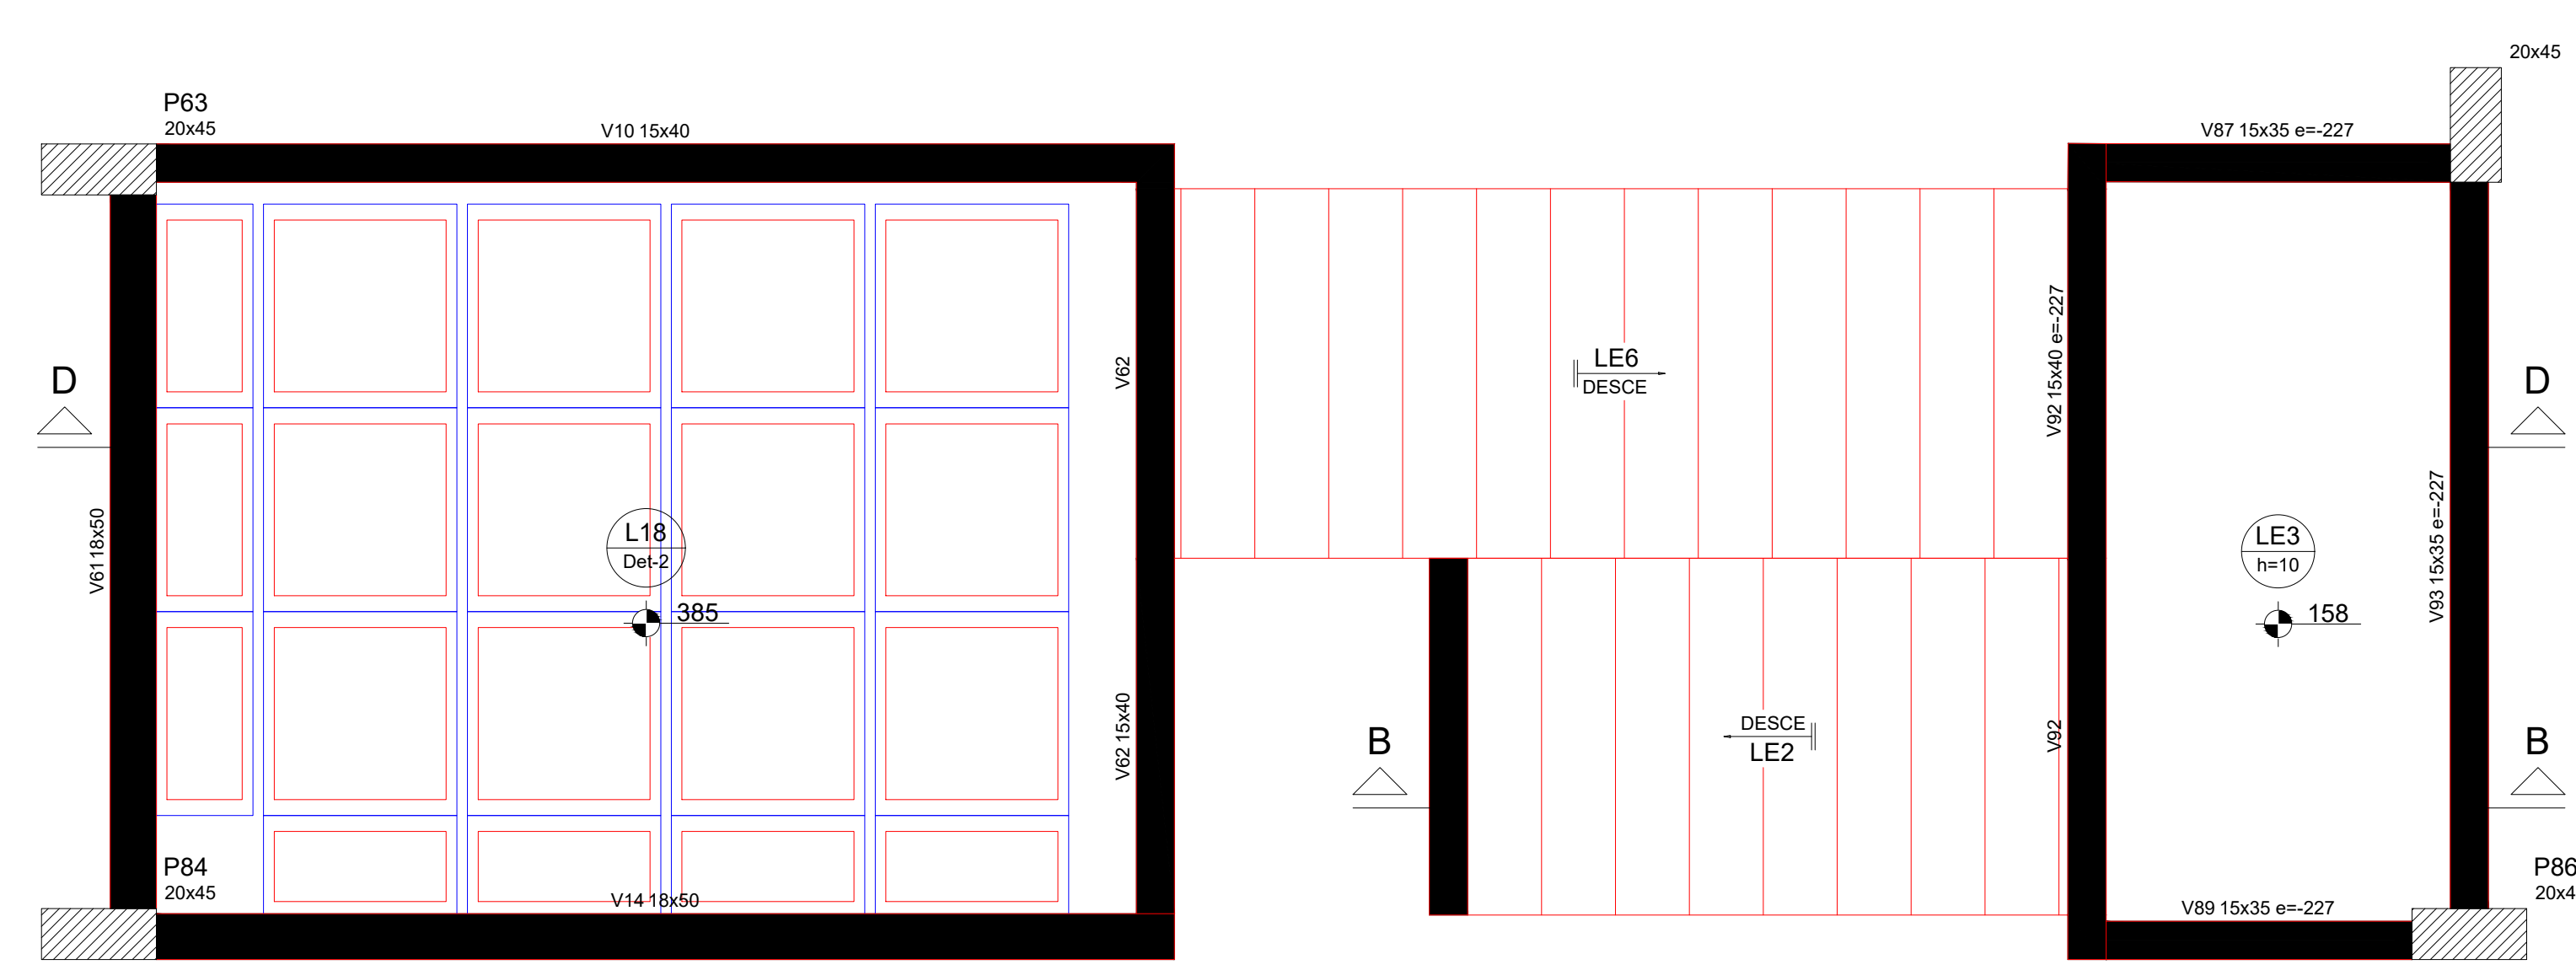 20x45
P63
20x45
V10 15x40
V87 15x35 e=-227
D
D
V62
LE6
DESCE
V92 15x40 e=-227
V61 18x50
L18
Det-2
385
LE3
h=10
158
V93 15x35 e=-227
V62 15x40
B
DESCE
LE2
V92
B
P84
20x45
V14 18x50
V89 15x35 e=-227
P86
20x4